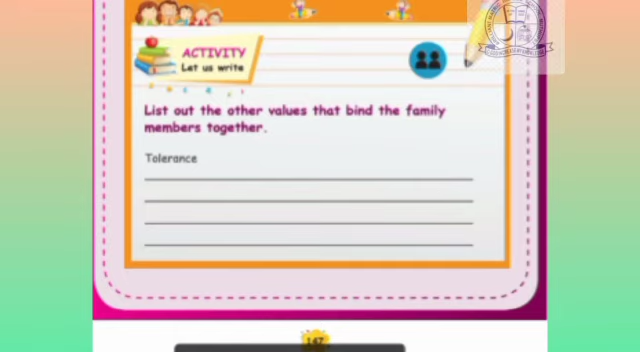 ACTIVITY
Let us write
List out the other values that bind the family
members together.
Tolerance
147